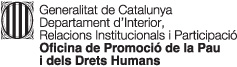 Generalitat de Catalunya
Departament d'Interior,
Relacions Institucionals i Participació
Oficina de Promoció de la Pau
i dels Drets Humans